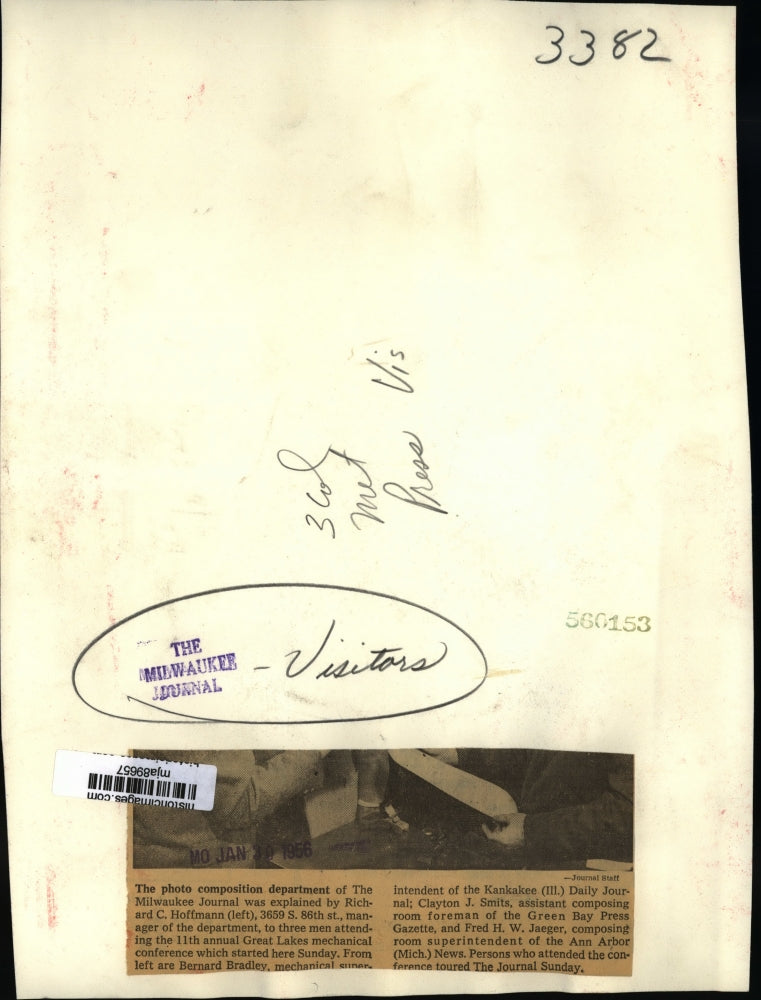 3382
3 col
met
Press Vis
560153
THE
MILWAUKEE
JOURNAL
- Visitors
historicimages.com
mja89657
MO JAN 30 1956
—Journal Staff
The photo composition department of The
Milwaukee Journal was explained by Rich-
ard C. Hoffmann (left), 3659 S. 86th st., man-
ager of the department, to three men attend-
ing the 11th annual Great Lakes mechanical
conference which started here Sunday. From
left are Bernard Bradley, mechanical super-
intendent of the Kankakee (Ill.) Daily Jour-
nal; Clayton J. Smits, assistant composing
room foreman of the Green Bay Press
Gazette, and Fred H. W. Jaeger, composing
room superintendent of the Ann Arbor
(Mich.) News. Persons who attended the con-
ference toured The Journal Sunday.